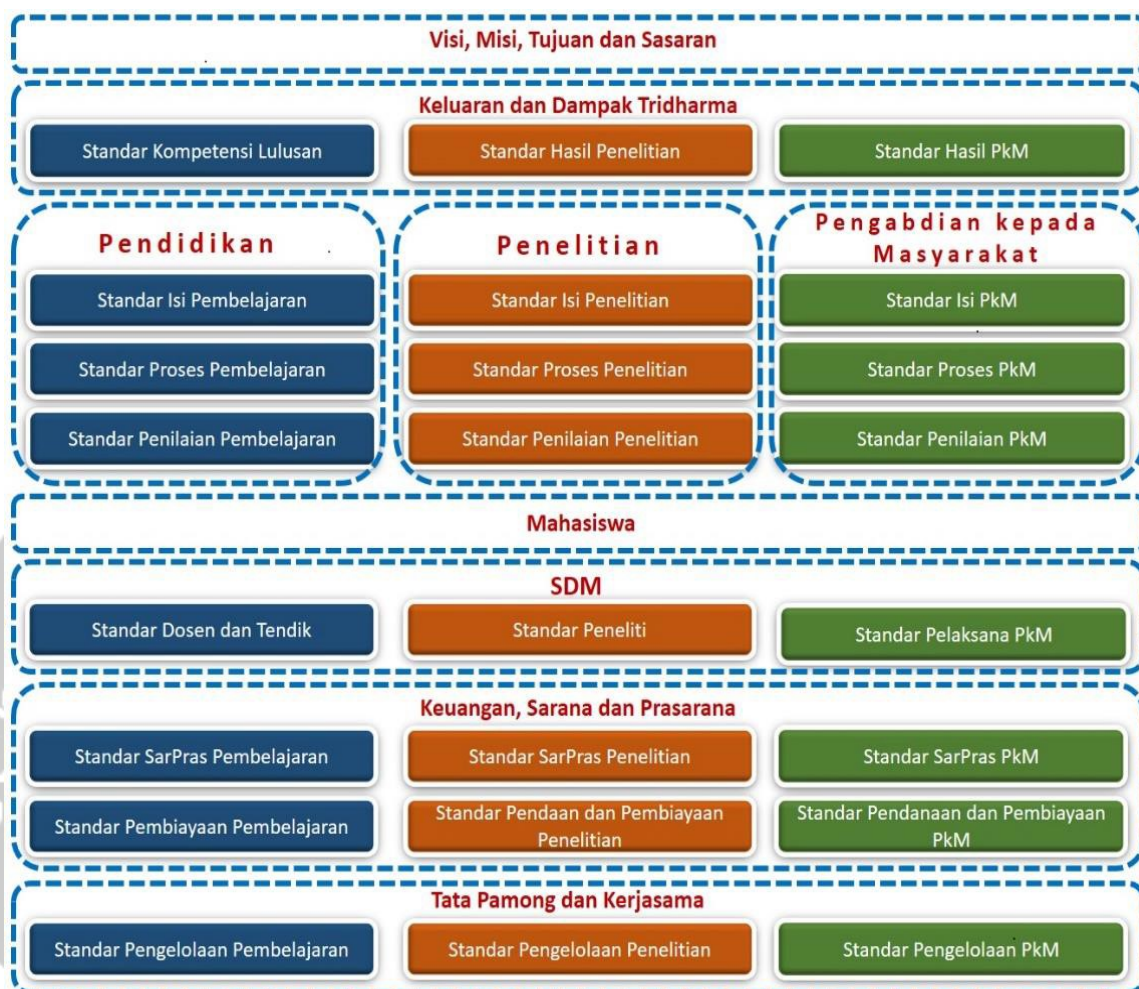 Visi, Misi, Tujuan dan Sasaran
Keluaran dan Dampak Tridharma
Standar Kompetensi Lulusan
Standar Hasil Penelitian
Standar Hasil PkM
Pendidikan
Penelitian
Pengabdian kepada
Masyarakat
Standar Isi Pembelajaran
Standar Isi Penelitian
Standar Isi PkM
Standar Proses Pembelajaran
Standar Proses Penelitian
Standar Proses PkM
Standar Penilaian Pembelajaran
Standar Penilaian Penelitian
Standar Penilaian PkM
Mahasiswa
SDM
Standar Dosen dan Tendik
Standar Peneliti
Standar Pelaksana PkM
Keuangan, Sarana dan Prasarana
Standar SarPras Pembelajaran
Standar SarPras Penelitian
Standar SarPras PkM
Standar Pembiayaan Pembelajaran
Standar Pendaan dan Pembiayaan
Penelitian
Standar Pendanaan dan Pembiayaan
PkM
Tata Pamong dan Kerjasama
Standar Pengelolaan Pembelajaran
Standar Pengelolaan Penelitian
Standar Pengelolaan PkM